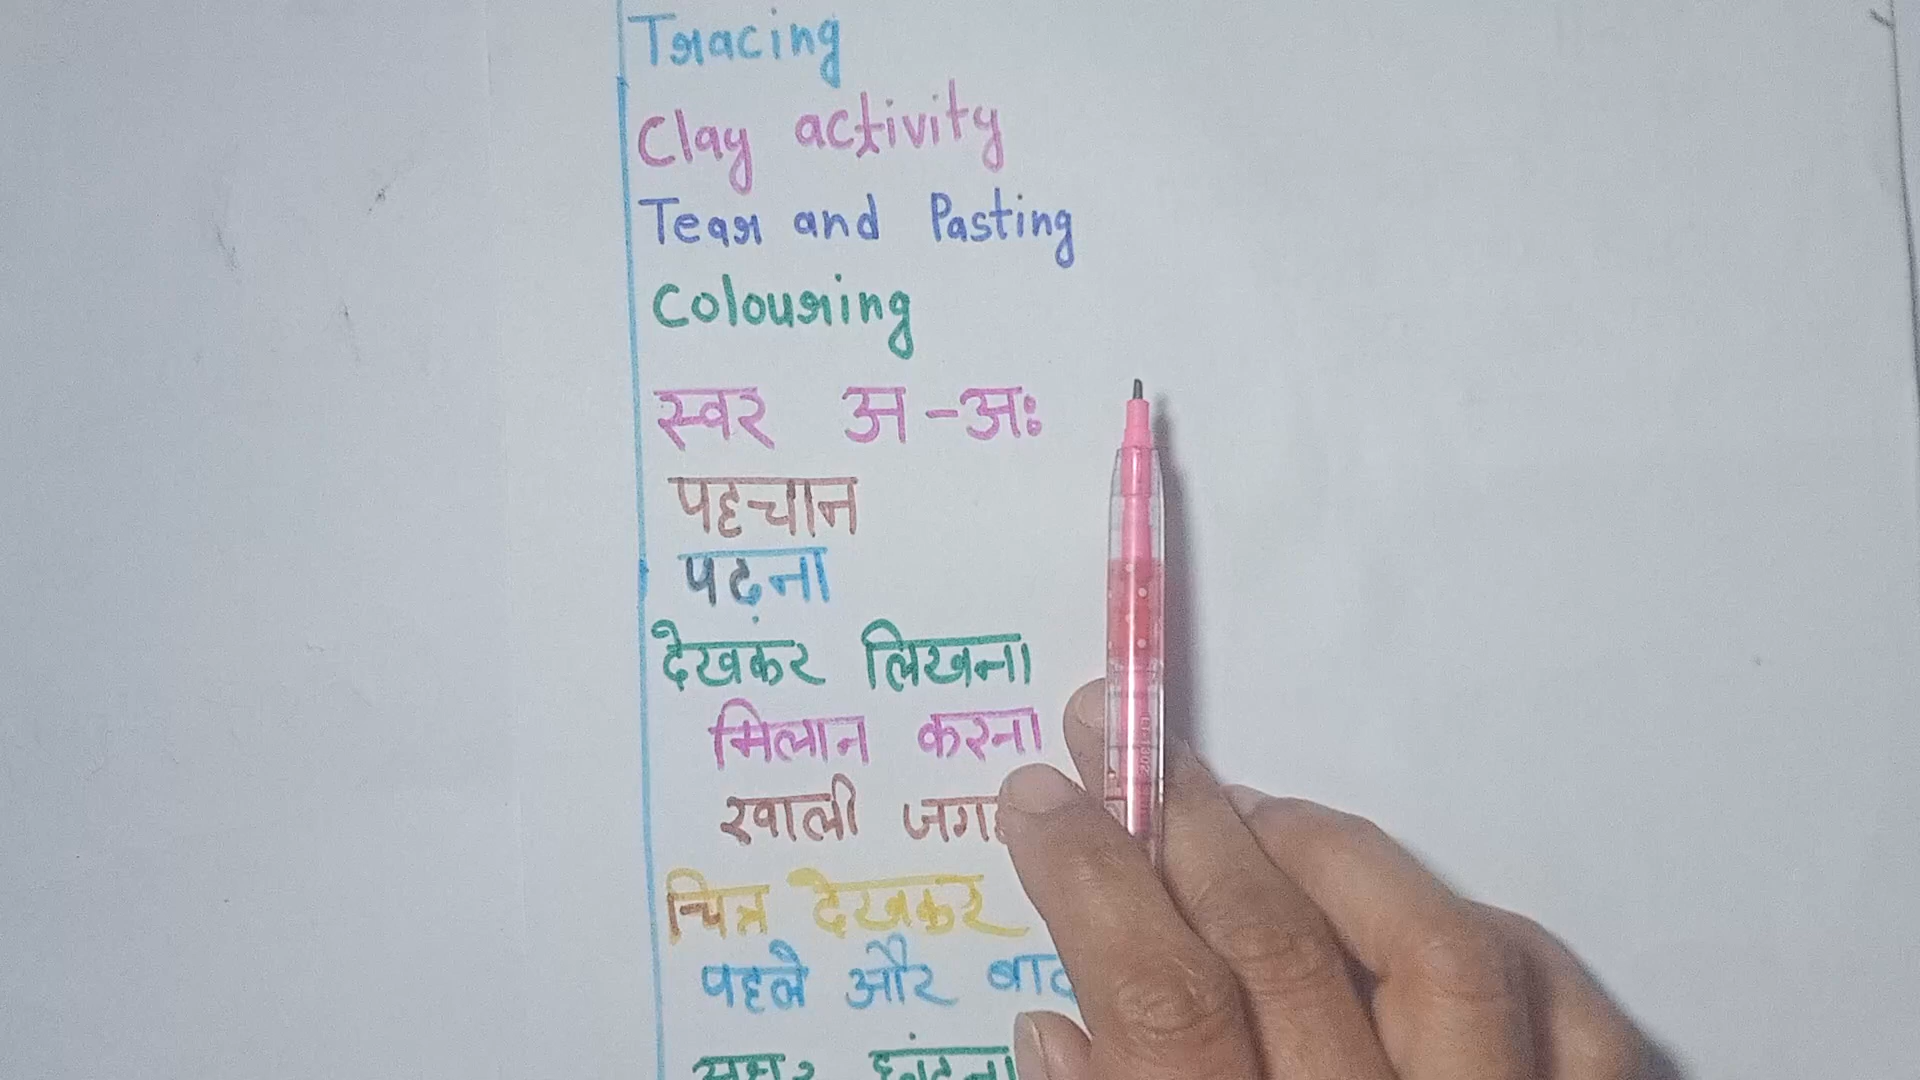 Tracing
Clay activity
Tear and Pasting
Colouring
स्वर अ-अः
पहचान
पढ़ना
देखकर लिखना
मिलान करना
खाली
चित्र देखकर
पहले और